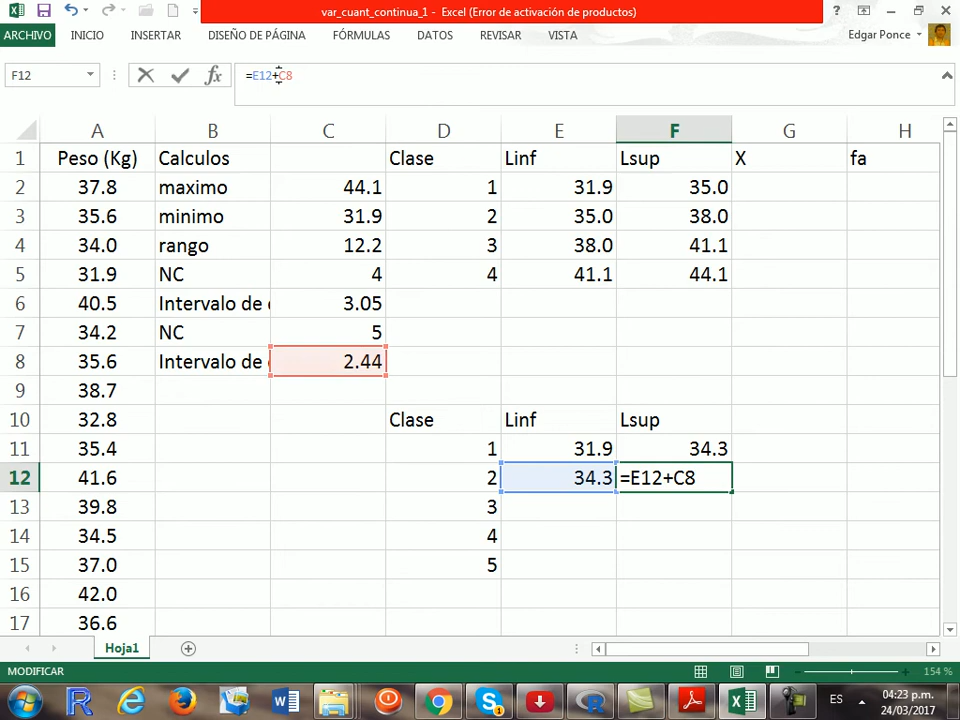 var_cuant_continua_1 - Excel (Error de activación de productos)
ARCHIVO INICIO INSERTAR DISEÑO DE PÁGINA FÓRMULAS DATOS REVISAR VISTA Edgar Ponce
F12 fx =E12+C8
A B C D E F G H
1 Peso (Kg) Calculos Clase Linf Lsup X fa
2 37.8 maximo 44.1 1 31.9 35.0
3 35.6 minimo 31.9 2 35.0 38.0
4 34.0 rango 12.2 3 38.0 41.1
5 31.9 NC 4 4 41.1 44.1
6 40.5 Intervalo de 3.05
7 34.2 NC 5
8 35.6 Intervalo de 2.44
9 38.7
10 32.8 Clase Linf Lsup
11 35.4 1 31.9 34.3
12 41.6 2 34.3 =E12+C8
13 39.8 3
14 34.5 4
15 37.0 5
16 42.0
17 36.6
Hoja1
MODIFICAR 154 %
ES 04:23 p.m.
24/03/2017